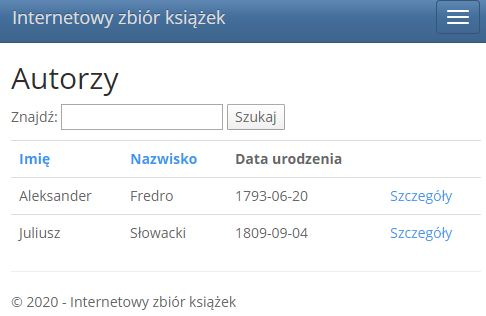 Internetowy zbiór książek
Autorzy
Znajdź: Szukaj
Imię Nazwisko Data urodzenia
Aleksander Fredro 1793-06-20 Szczegóły
Juliusz Słowacki 1809-09-04 Szczegóły
© 2020 - Internetowy zbiór książek